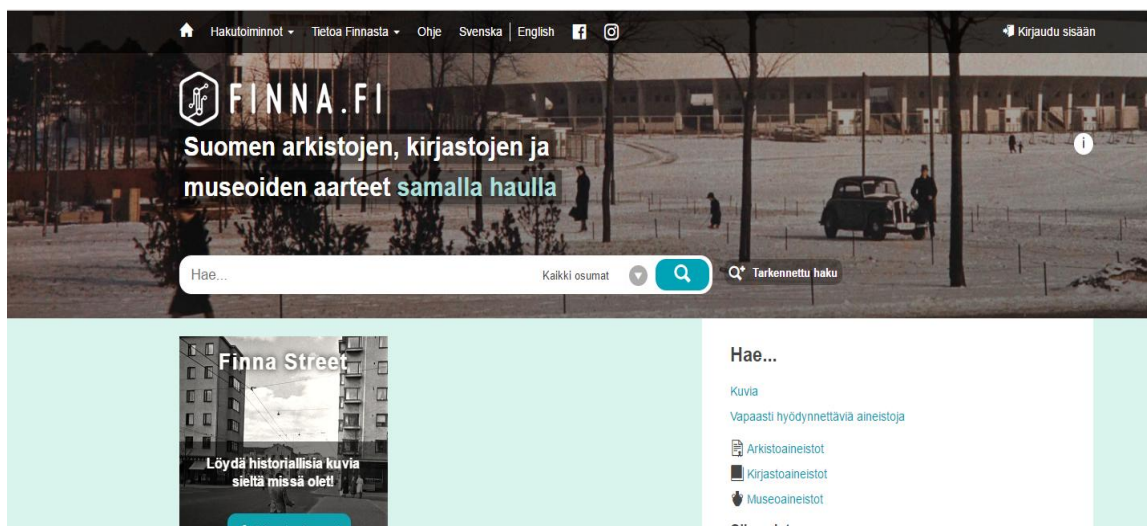 Hakutoiminnot Tietoa Finnasta Ohje Svenska English Kirjaudu sisään
FINNA.FI
Suomen arkistojen, kirjastojen ja
museoiden aarteet samalla haulla
i
Hae... Kaikki osumat Tarkennettu haku
Finna Street
Löydä historiallisia kuvia
sieltä missä olet!
Hae...
Kuvia
Vapaasti hyödynnettäviä aineistoja
Arkistoaineistot
Kirjastoaineistot
Museoaineistot